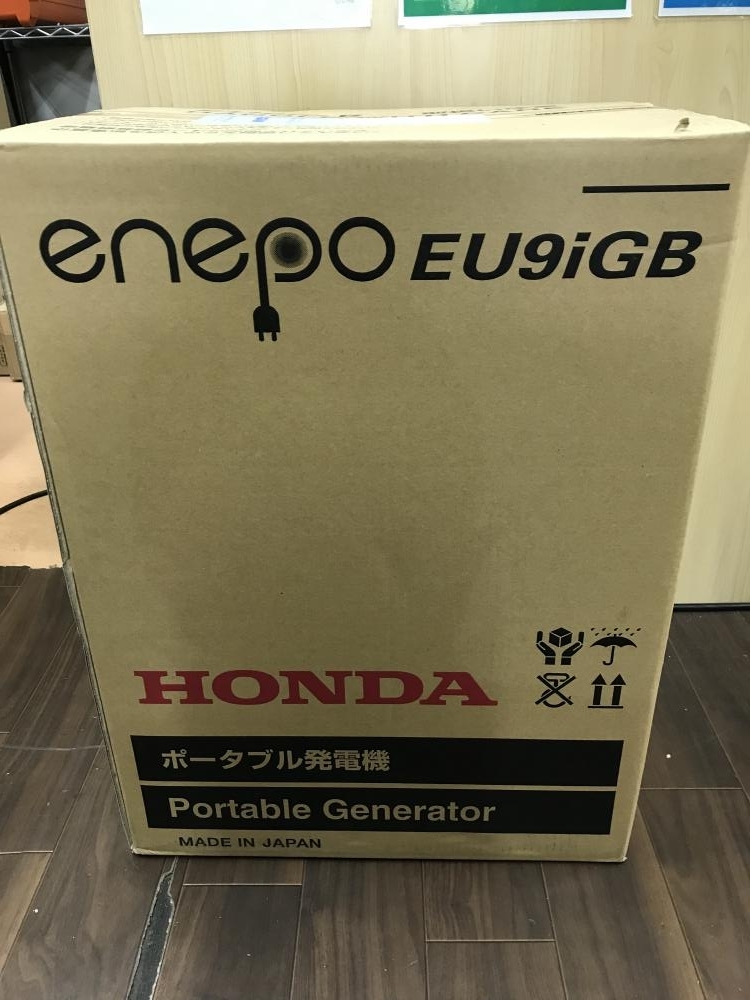 enepo EU9iGB
HONDA
ポータブル発電機
Portable Generator
MADE IN JAPAN